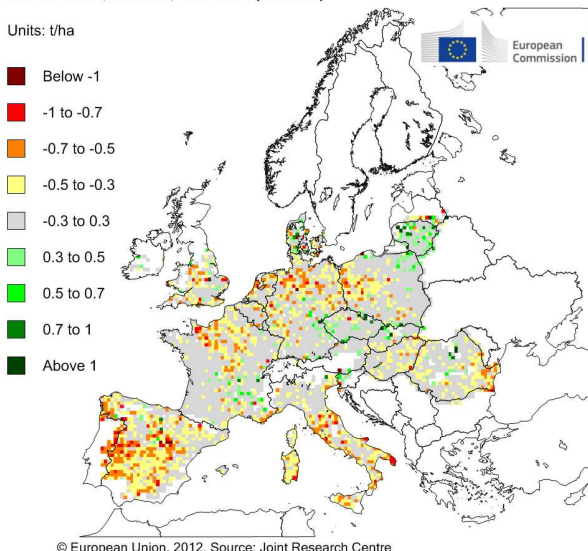 Units: t/ha
European
Commission
Below -1
-1 to -0.7
-0.7 to -0.5
-0.5 to -0.3
-0.3 to 0.3
0.3 to 0.5
0.5 to 0.7
0.7 to 1
Above 1
© European Union, 2012. Source: Joint Research Centre